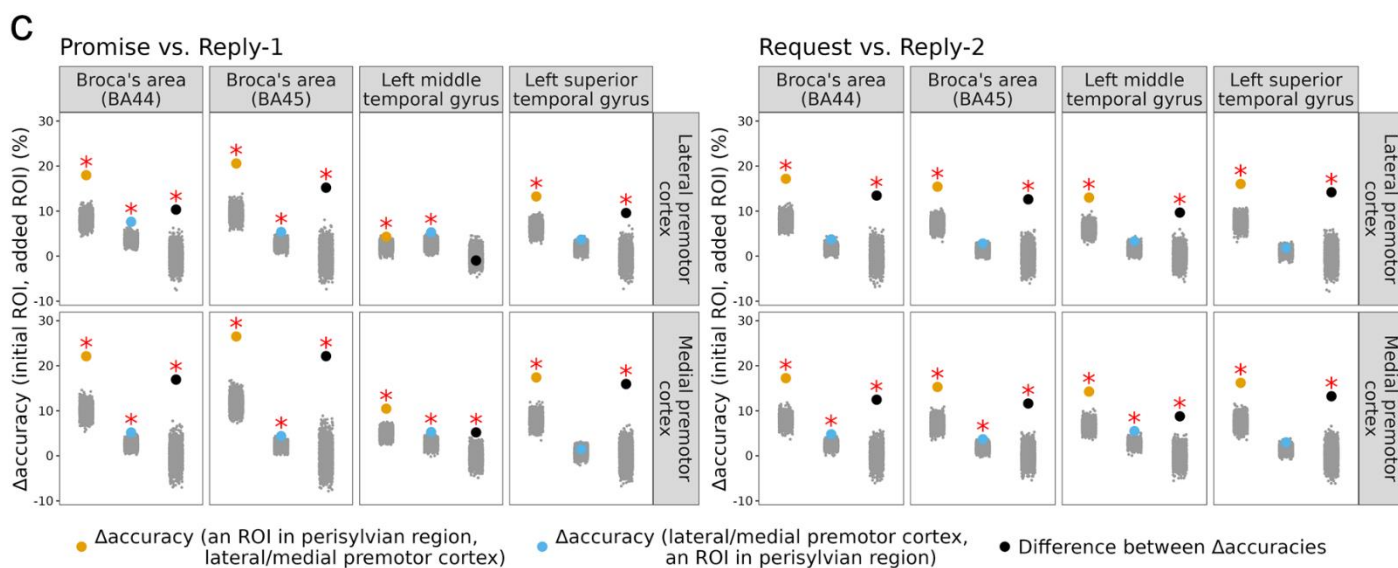 C
Promise vs. Reply-1
Broca's area
(BA44)
Broca's area
(BA45)
Left middle
temporal gyrus
Left superior
temporal gyrus
Δaccuracy (initial ROI, added ROI) (%)
30
20
10
0
-10
30
20
10
0
-10
* * *
* * *
* *
* *
* * *
* * *
* * *
* *
Lateral premotor
cortex
Medial premotor
cortex
Request vs. Reply-2
Broca's area
(BA44)
Broca's area
(BA45)
Left middle
temporal gyrus
Left superior
temporal gyrus
Δaccuracy (initial ROI, added ROI) (%)
30
20
10
0
-10
30
20
10
0
-10
* *
* * *
* *
* *
* * *
* * *
* * *
* *
Lateral premotor
cortex
Medial premotor
cortex
Δaccuracy (an ROI in perisylvian region,
lateral/medial premotor cortex)
Δaccuracy (lateral/medial premotor cortex,
an ROI in perisylvian region)
Difference between Δaccuracies